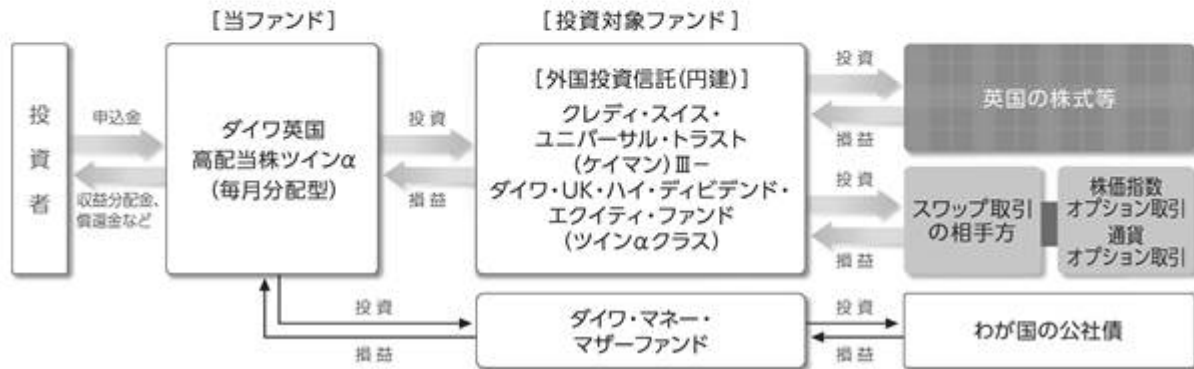 [当ファンド]
[投資対象ファンド]
投資者
申込金
収益分配金、
償還金など
ダイワ英国
高配当株ツインα
(毎月分配型)
投資
損益
[外国投資信託(円建)]
クレディ・スイス・
ユニバーサル・トラスト
(ケイマン)Ⅲ－
ダイワ・UK・ハイ・ディビデンド・
エクイティ・ファンド
(ツインαクラス)
投資
損益
英国の株式等
投資
損益
スワップ取引
の相手方
株価指数
オプション取引
通貨
オプション取引
投資
損益
ダイワ・マネー・
マザーファンド
投資
損益
わが国の公社債